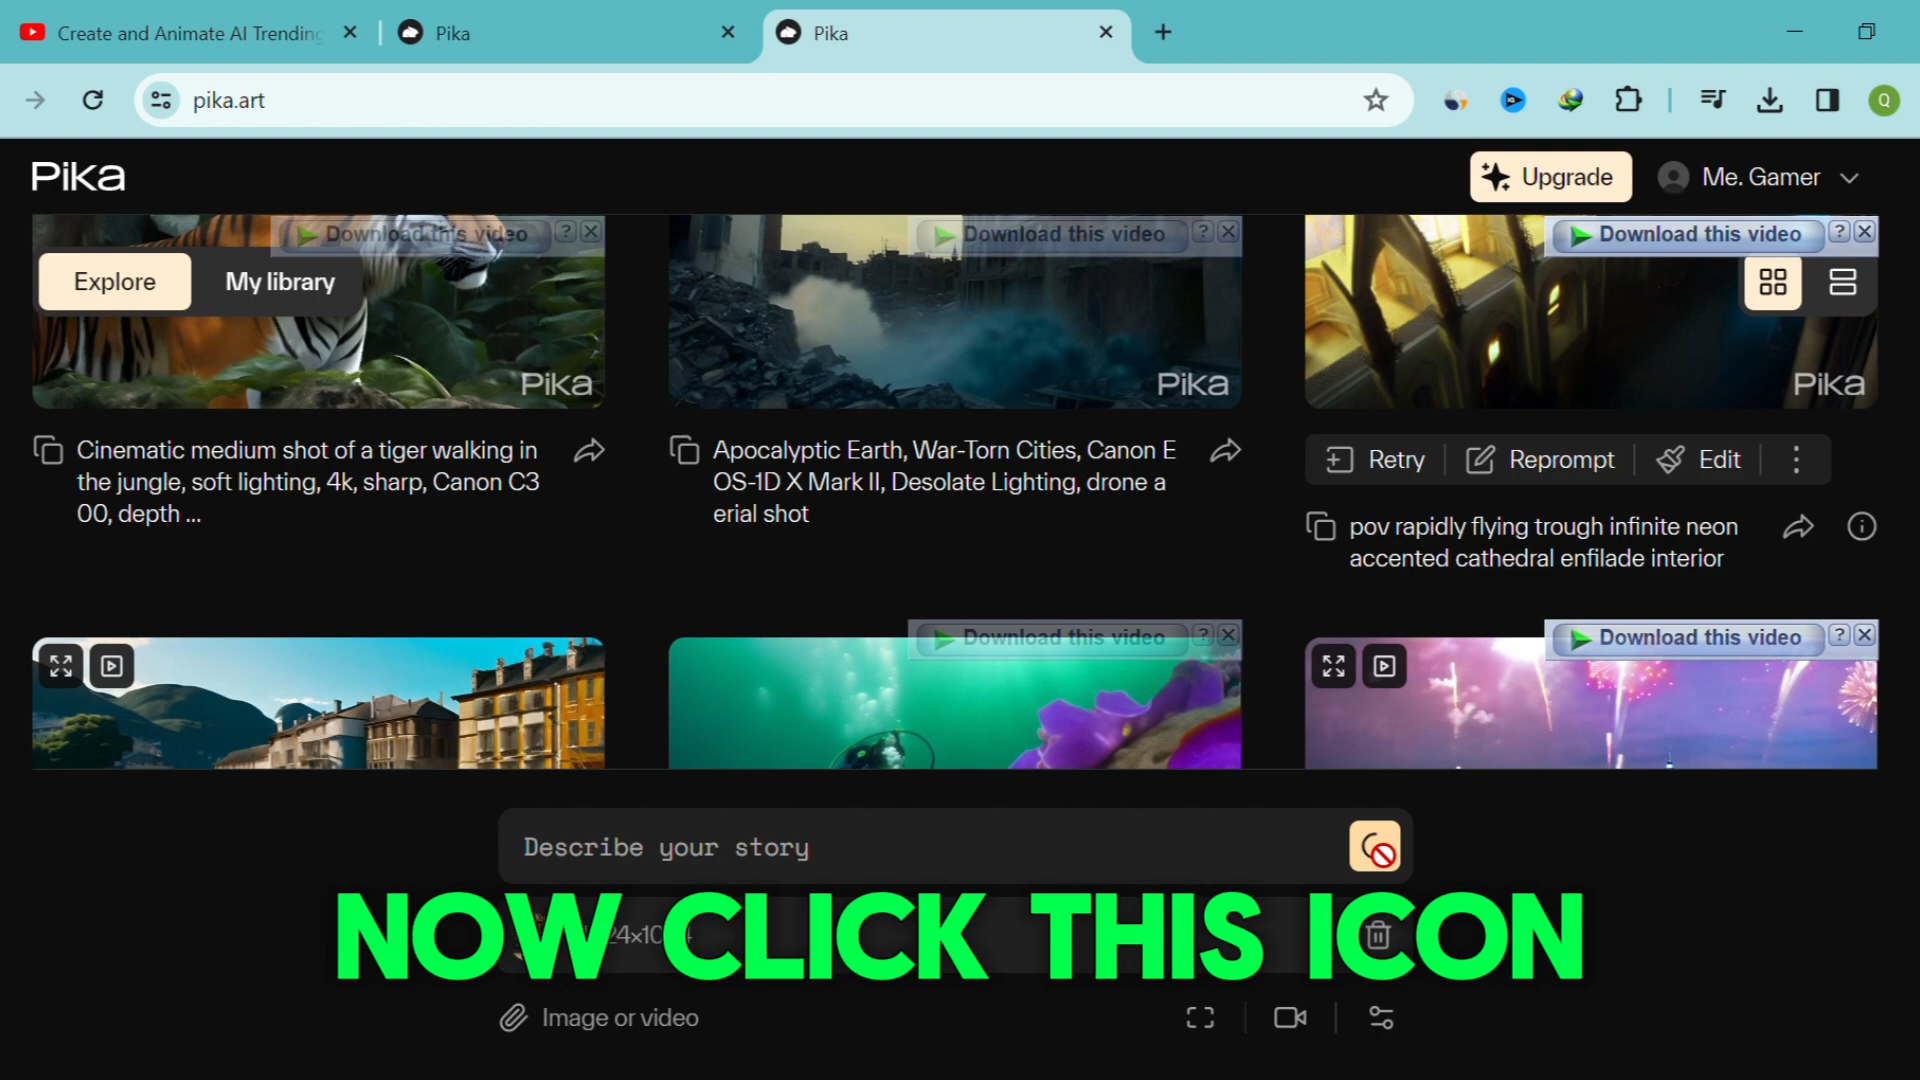 Create and Animate AI Trending
Pika
Pika
pika.art
Q
Pika
Upgrade
Me. Gamer
Download this video ?
Download this video ?
Download this video ?
Explore
My library
Pika
Pika
Pika
Cinematic medium shot of a tiger walking in
the jungle, soft lighting, 4k, sharp, Canon C3
00, depth ...
Apocalyptic Earth, War-Torn Cities, Canon E
OS-1D X Mark II, Desolate Lighting, drone a
erial shot
Retry
Reprompt
Edit
pov rapidly flying trough infinite neon
accented cathedral enfilade interior
Download this video ?
Download this video ?
Describe your story
NOW CLICK THIS ICON
Image or video